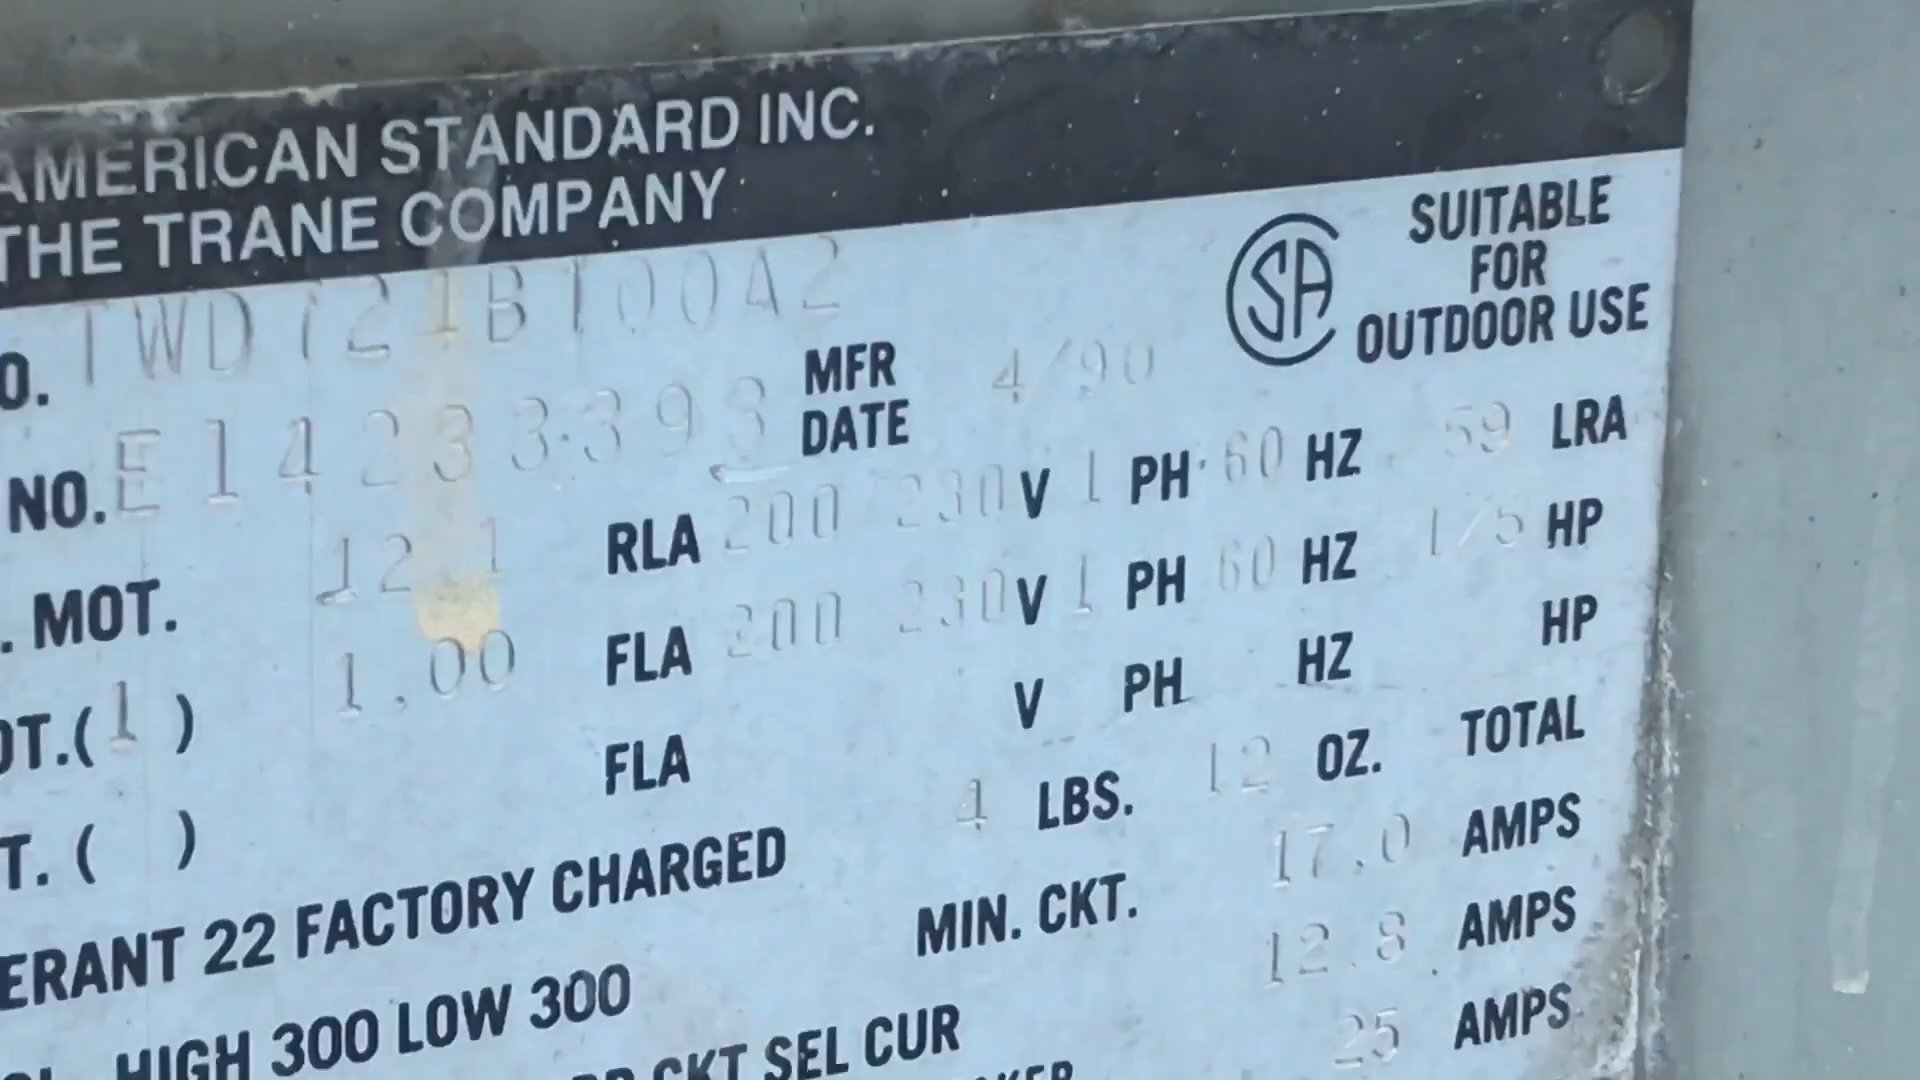 AMERICAN STANDARD INC.
THE TRANE COMPANY
SUITABLE
FOR
OUTDOOR USE
O. TWD721B100A2
MFR
DATE 4/90
NO. E14233393
. MOT. 12.1 RLA 200 230 V 1 PH 60 HZ 59 LRA
OT. (1 ) 1.00 FLA 200 230 V 1 PH 60 HZ 1/5 HP
T. ( ) FLA V PH HZ HP
ERANT 22 FACTORY CHARGED 4 LBS. 12 OZ. TOTAL
MIN. CKT. 17.0 AMPS
HIGH 300 LOW 300
CKT SEL CUR 12.8 AMPS
25 AMPS